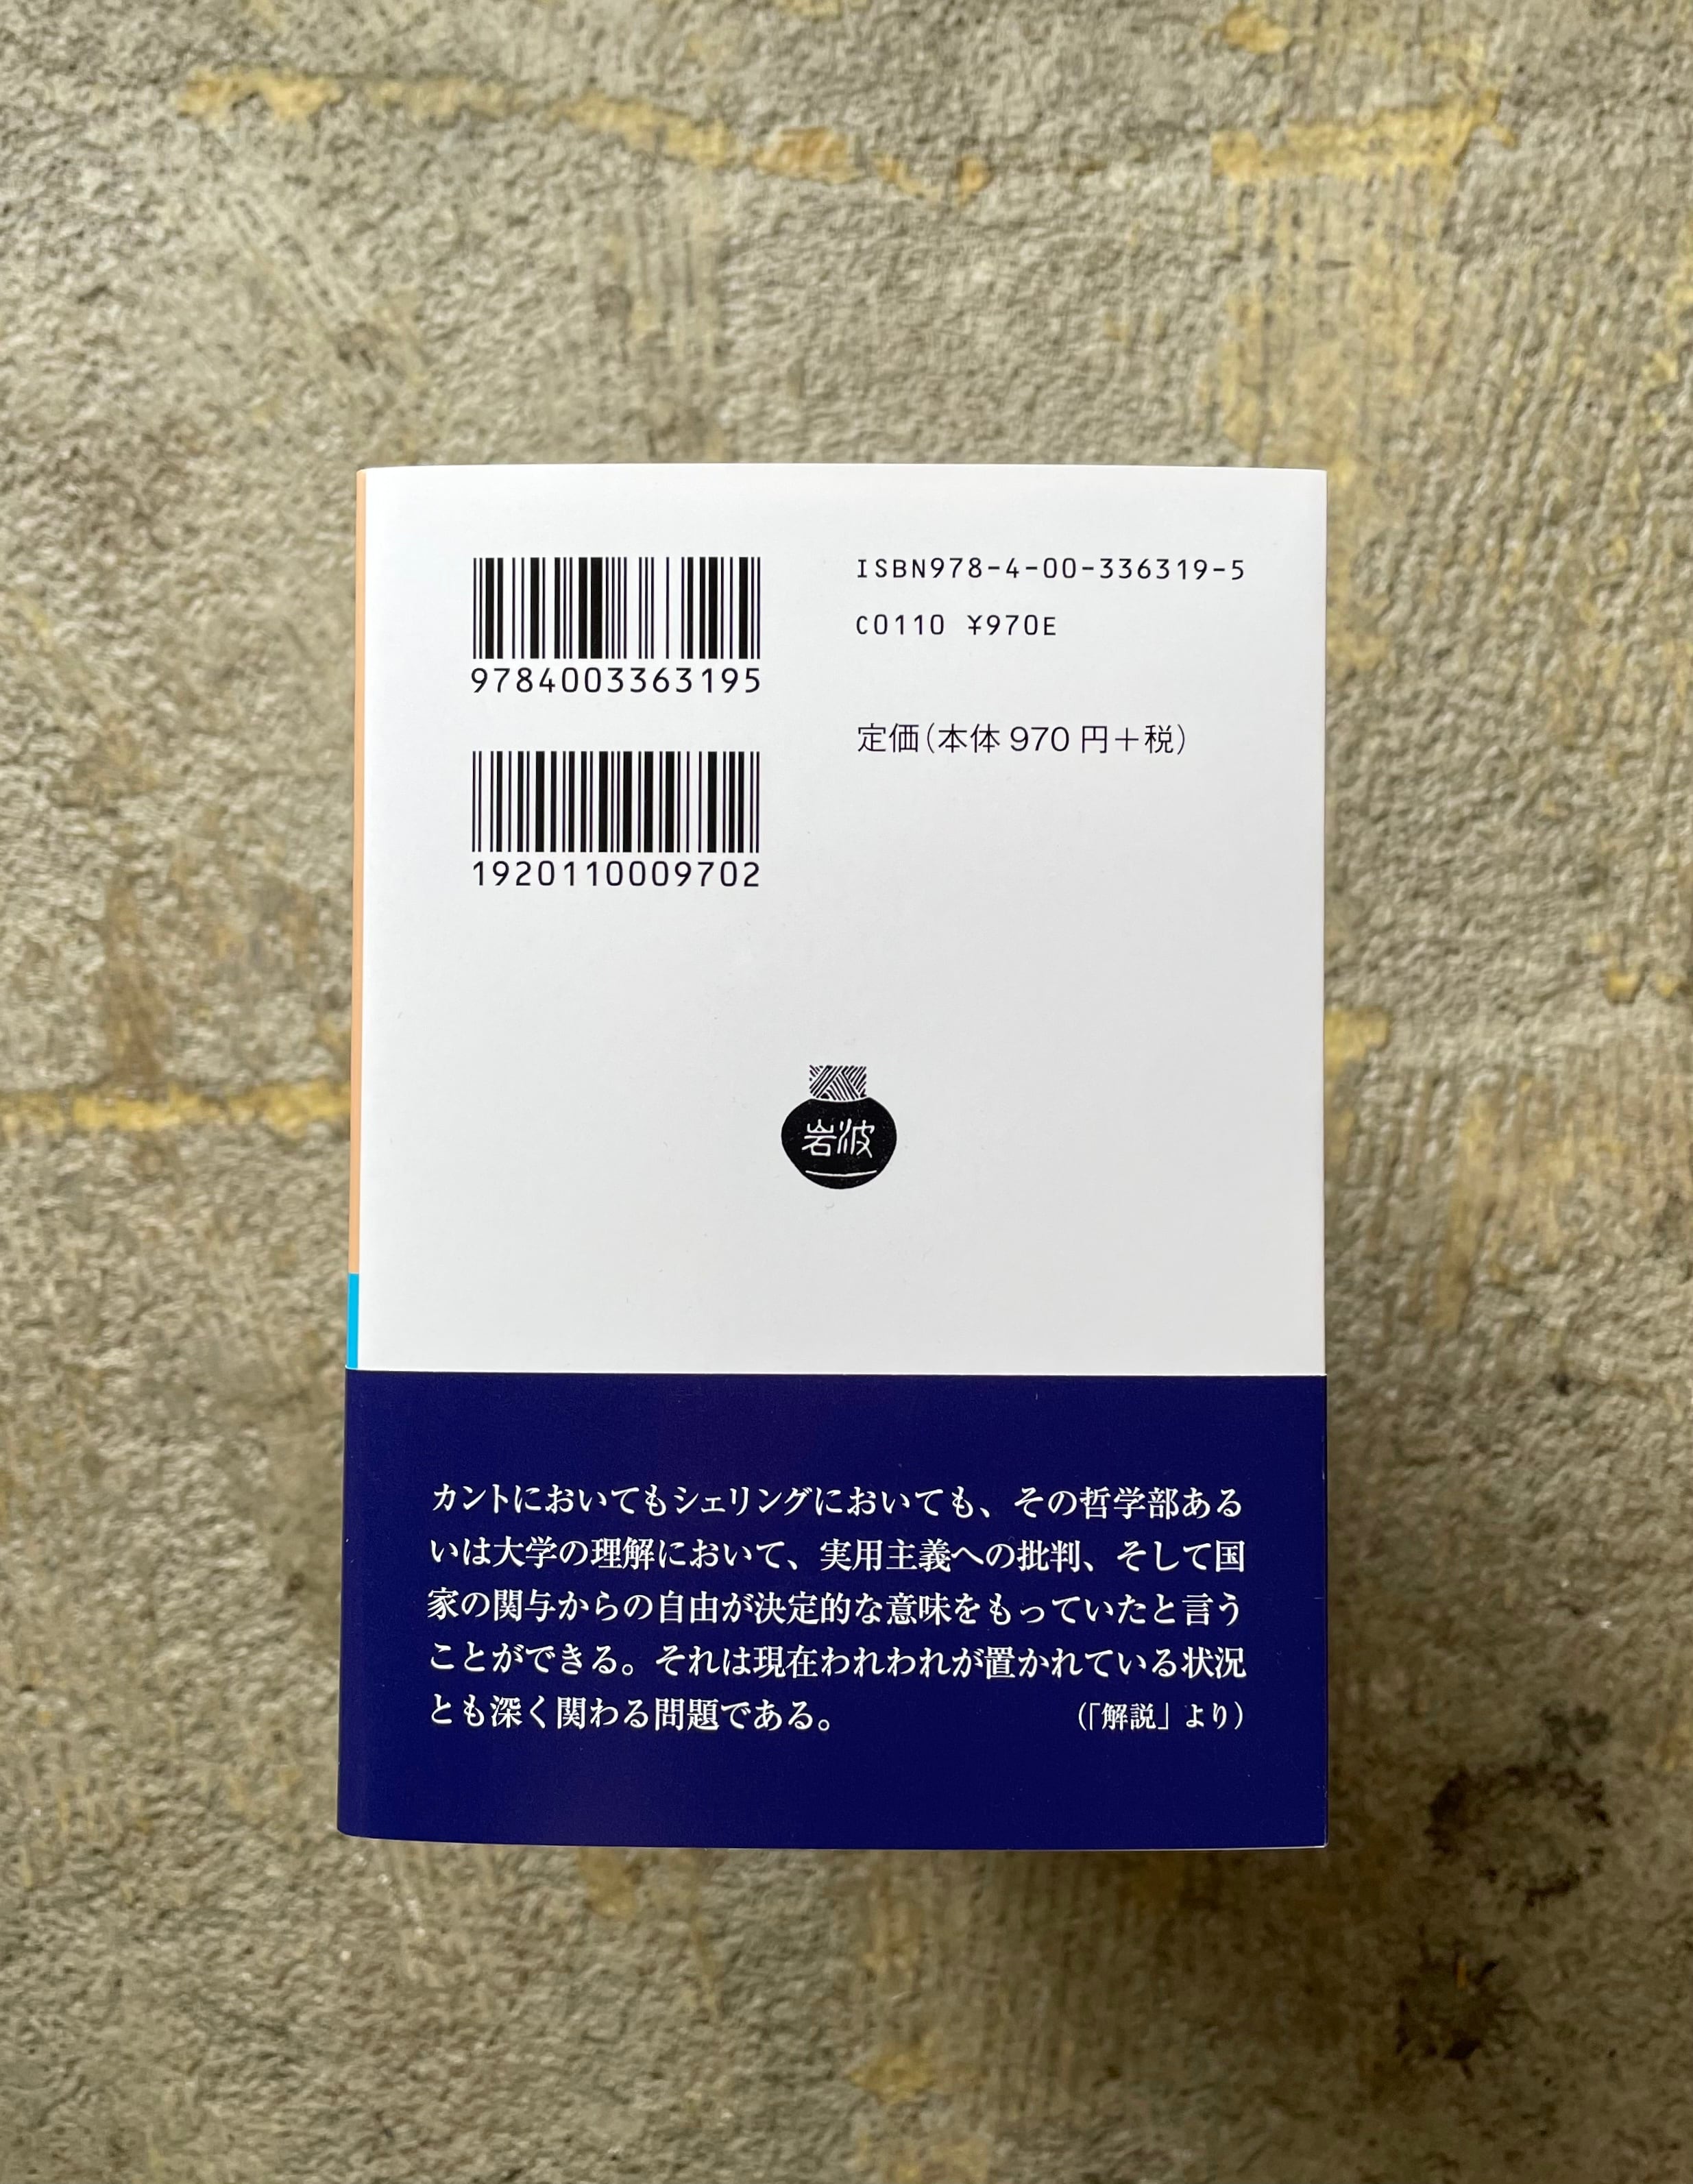 9784003363195
1920110009702
ISBN978-4-00-336319-5
C0110 ¥970E
定価(本体 970 円+税)
岩波
カントにおいてもシェリングにおいても、その哲学部ある
いは大学の理解において、実用主義への批判、そして国
家の関与からの自由が決定的な意味をもっていたと言う
ことができる。それは現在われわれが置かれている状況
とも深く関わる問題である。 (「解説」より)